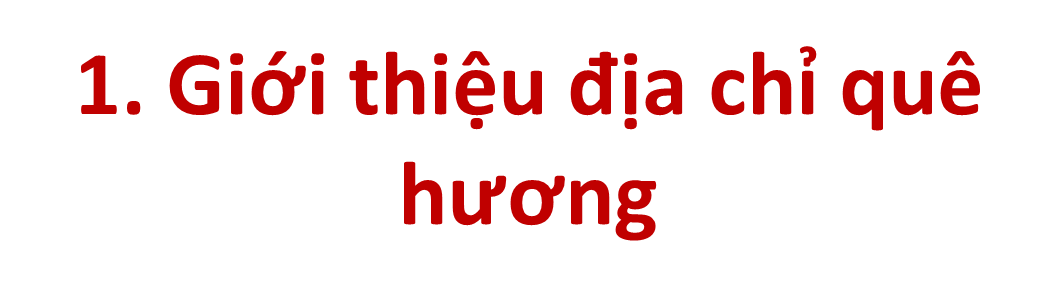 1. Giới thiệu địa chỉ quê
hương